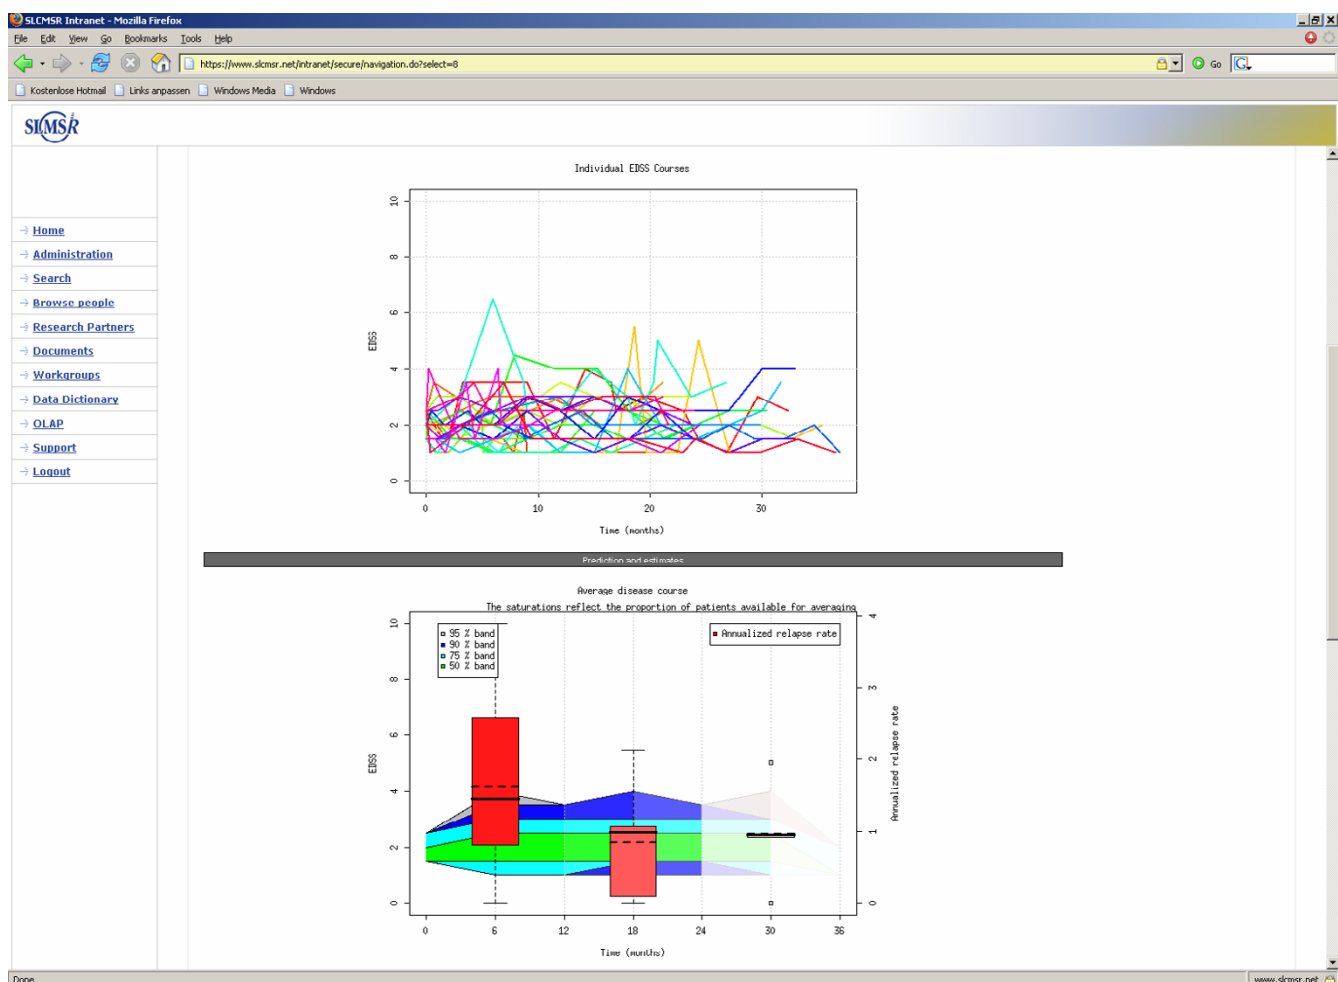 SLCMSR Intranet - Mozilla Firefox
File Edit View Go Bookmarks Tools Help
https://www.slcmsr.net/intranet/secure/navigation.do?select=8
Go
G
Kostenlose Hotmail Links anpassen Windows Media Windows
SLCMSR
Home
Administration
Search
Browse people
Research Partners
Documents
Workgroups
Data Dictionary
OLAP
Support
Logout
Individual EDSS Courses
EDSS
10
8
6
4
2
0
0 10 20 30
Time (months)
Prediction and estimates
Average disease course
The saturations reflect the proportion of patients available for averaging
95 % band
90 % band
75 % band
50 % band
Annualized relapse rate
EDSS
10
8
6
4
2
0
4
3
2
1
0
Annualized relapse rate
0 6 12 18 24 30 36
Time (months)
Done
www.slcmsr.net